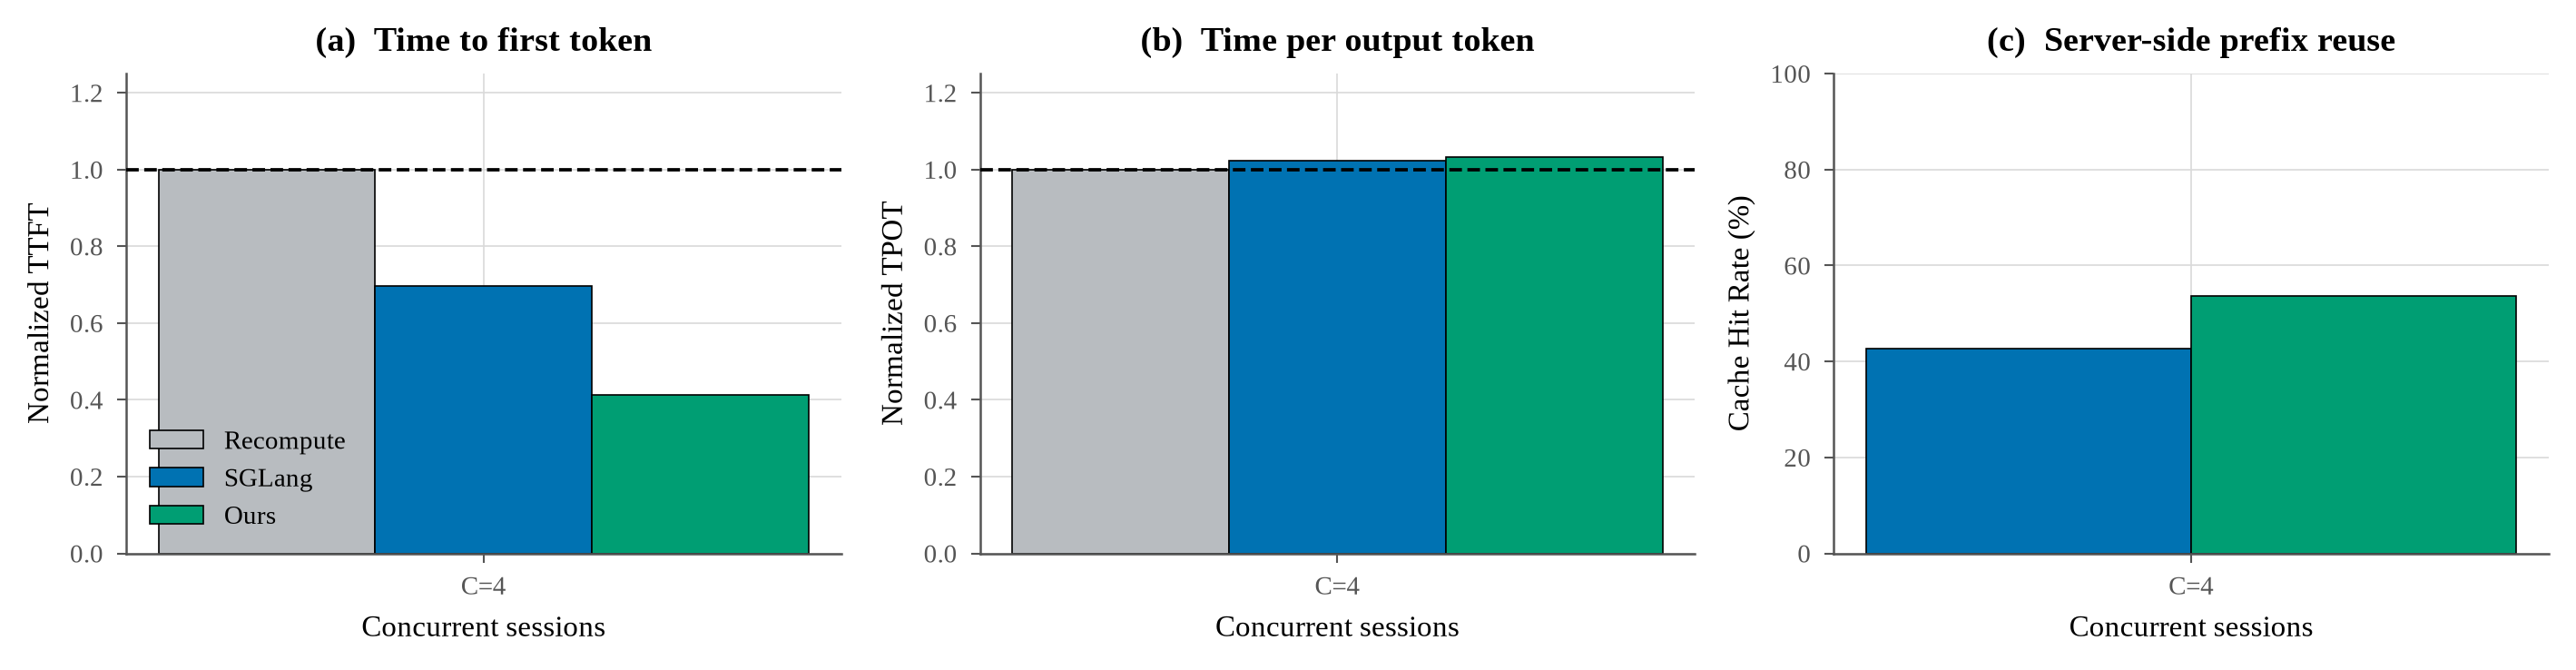 (a) Time to first token
1.2
1.0
0.8
0.6
0.4
0.2
0.0
Normalized TTFT
Recompute
SGLang
Ours
C=4
Concurrent sessions
(b) Time per output token
1.2
1.0
0.8
0.6
0.4
0.2
0.0
Normalized TPOT
C=4
Concurrent sessions
(c) Server-side prefix reuse
100
80
60
40
20
0
Cache Hit Rate (%)
C=4
Concurrent sessions